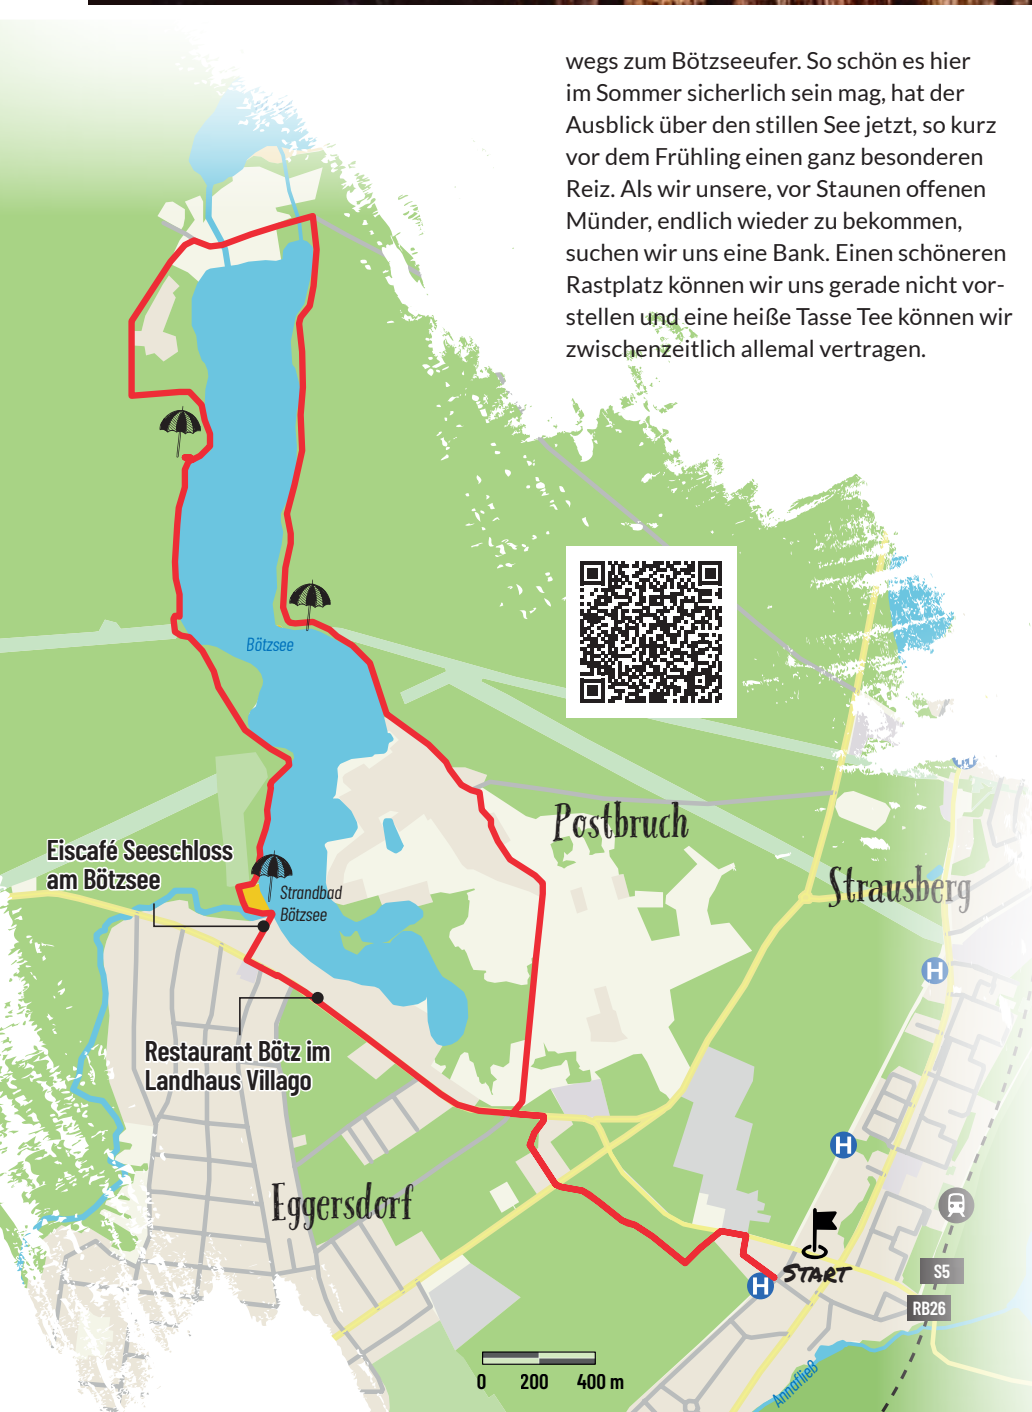 wegs zum Bötzseeufer. So schön es hier
im Sommer sicherlich sein mag, hat der
Ausblick über den stillen See jetzt, so kurz
vor dem Frühling einen ganz besonderen
Reiz. Als wir unsere, vor Staunen offenen
Münder, endlich wieder zu bekommen,
suchen wir uns eine Bank. Einen schöneren
Rastplatz können wir uns gerade nicht vor-
stellen und eine heiße Tasse Tee können wir
zwischenzeitlich allemal vertragen.
Bötzsee
Postbruch
Eiscafé Seeschloss
am Bötzsee
Strausberg
Strandbad
Bötzsee
H
Restaurant Bötz im
Landhaus Villago
H
Eggersdorf
START
H
S5
RB26
0 200 400 m
Annafließ